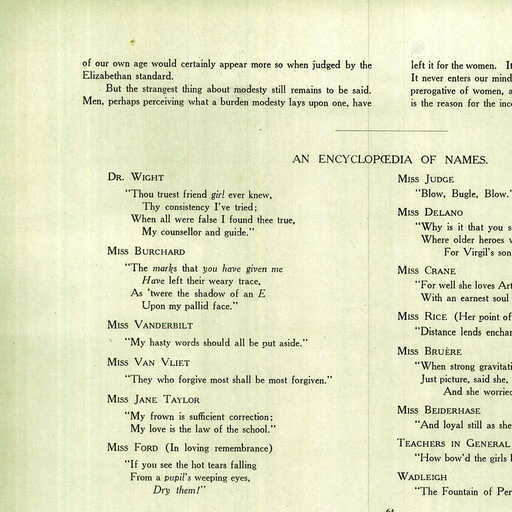 of our own age would certainly appear more so when judged by the
Elizabethan standard.
But the strangest thing about modesty still remains to be said.
Men, perhaps perceiving what a burden modesty lays upon one, have
left it for the women.
It never enters our
prerogative of women,
is the reason for the
AN ENCYCLOPŒDIA OF NAMES.
DR. WIGHT
"Thou truest friend girl ever knew,
Thy consistency I've tried;
When all were false I found thee true,
My counsellor and guide."
MISS BURCHARD
"The marks that you have given me
Have left their weary trace,
As 'twere the shadow of an E
Upon my pallid face."
MISS VANDERBILT
"My hasty words should all be put aside."
MISS VAN VLIET
"They who forgive most shall be most forgiven."
MISS JANE TAYLOR
"My frown is sufficient correction;
My love is the law of the school."
MISS FORD (In loving remembrance)
"If you see the hot tears falling
From a pupil's weeping eyes,
Dry them!"
MISS JUDGE
"Blow, Bugle, Blow."
MISS DELANO
"Why is it that you
Where older heroes
For Virgil's son
MISS CRANE
"For well she loves Art
With an earnest soul
MISS RICE (Her point of
"Distance lends
MISS BRUÈRE
"When strong
Just picture, said she,
And she
MISS BEIDERHASE
"And loyal still as she
TEACHERS IN GENERAL
"How bow'd the girls
WADLEIGH
"The Fountain of